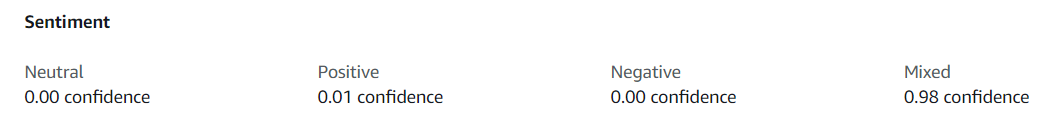 Sentiment
Neutral Positive Negative Mixed
0.00 confidence 0.01 confidence 0.00 confidence 0.98 confidence